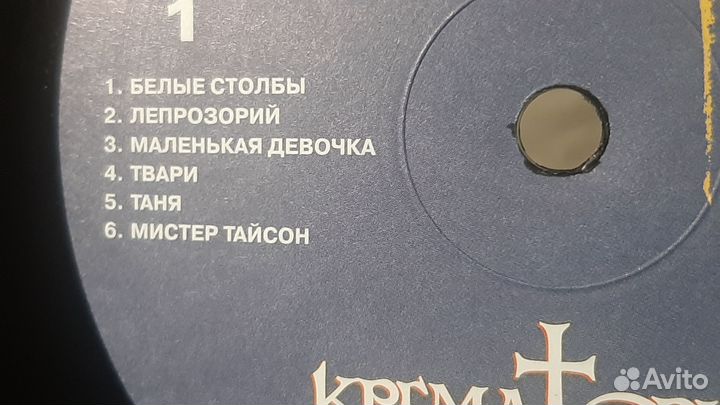 1
1. БЕЛЫЕ СТОЛБЫ
2. ЛЕПРОЗОРИЙ
3. МАЛЕНЬКАЯ ДЕВОЧКА
4. ТВАРИ
5. ТАНЯ
6. МИСТЕР ТАЙСОН
Avito